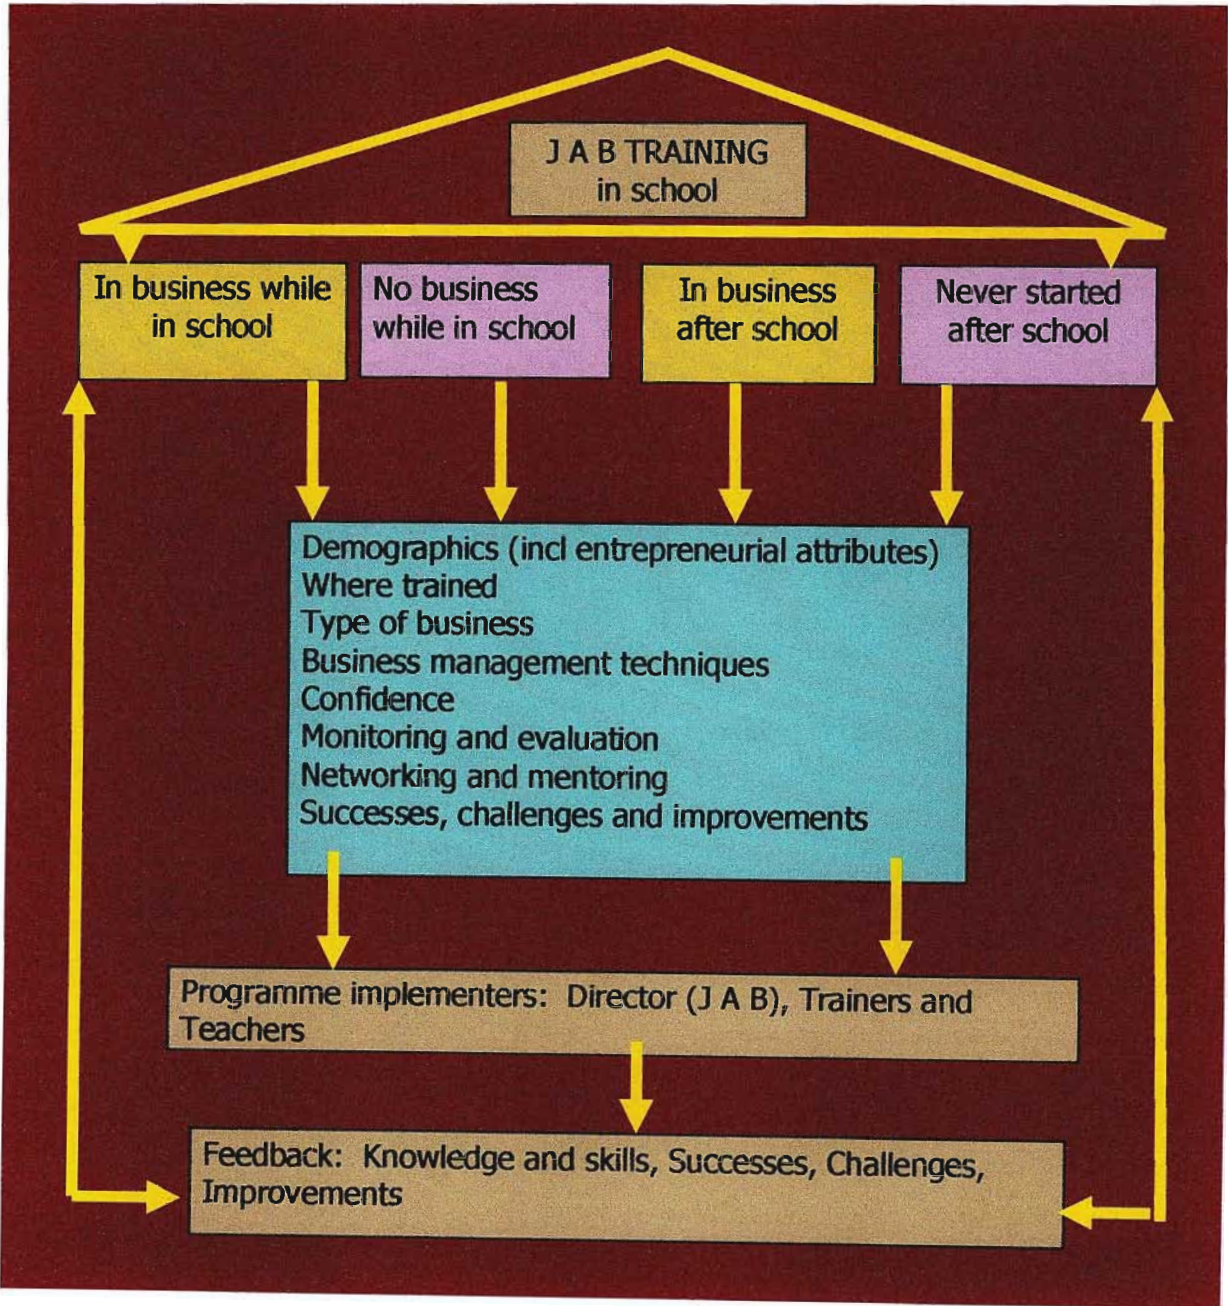 J A B TRAINING
in school
In business while
in school
No business
while in school
In business
after school
Never started
after school
Demographics (incl entrepreneurial attributes)
Where trained
Type of business
Business management techniques
Confidence
Monitoring and evaluation
Networking and mentoring
Successes, challenges and improvements
Programme implementers:  Director (J A B), Trainers and
Teachers
Feedback:  Knowledge and skills, Successes, Challenges,
Improvements